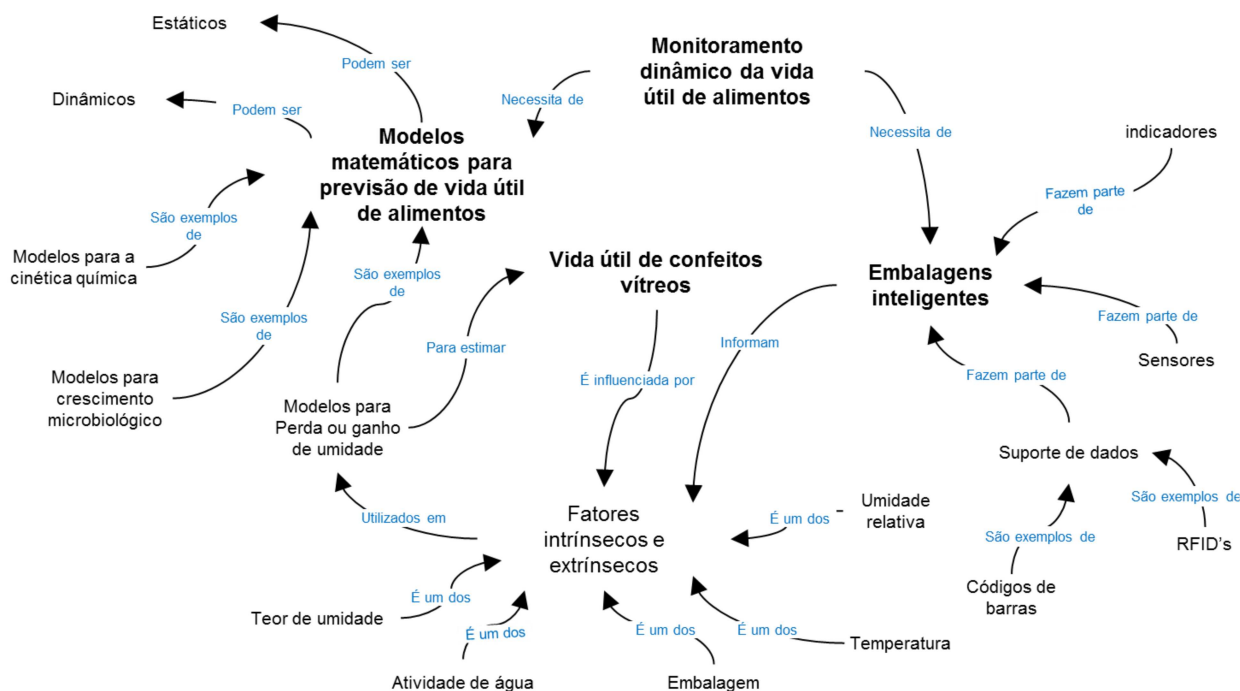 Estáticos
Podem ser
Monitoramento
dinâmico da vida
útil de alimentos
Dinâmicos
Podem ser
Necessita de
Necessita de
indicadores
Modelos
matemáticos para
previsão de vida útil
de alimentos
Fazem parte
de
São exemplos
de
Modelos para a
cinética química
São exemplos
de
Vida útil de confeitos
vítreos
Embalagens
inteligentes
São exemplos
de
Para estimar
Informam
Fazem parte de
Sensores
Modelos para
crescimento
microbiológico
É influenciada por
Fazem parte de
Modelos para
Perda ou ganho
de umidade
Suporte de dados
São exemplos de
RFID's
Utilizados em
Fatores
intrínsecos e
extrínsecos
É um dos
Umidade
relativa
São exemplos de
Códigos de
barras
Teor de umidade
É um dos
É um dos
Atividade de água
É um dos
Embalagem
É um dos
Temperatura